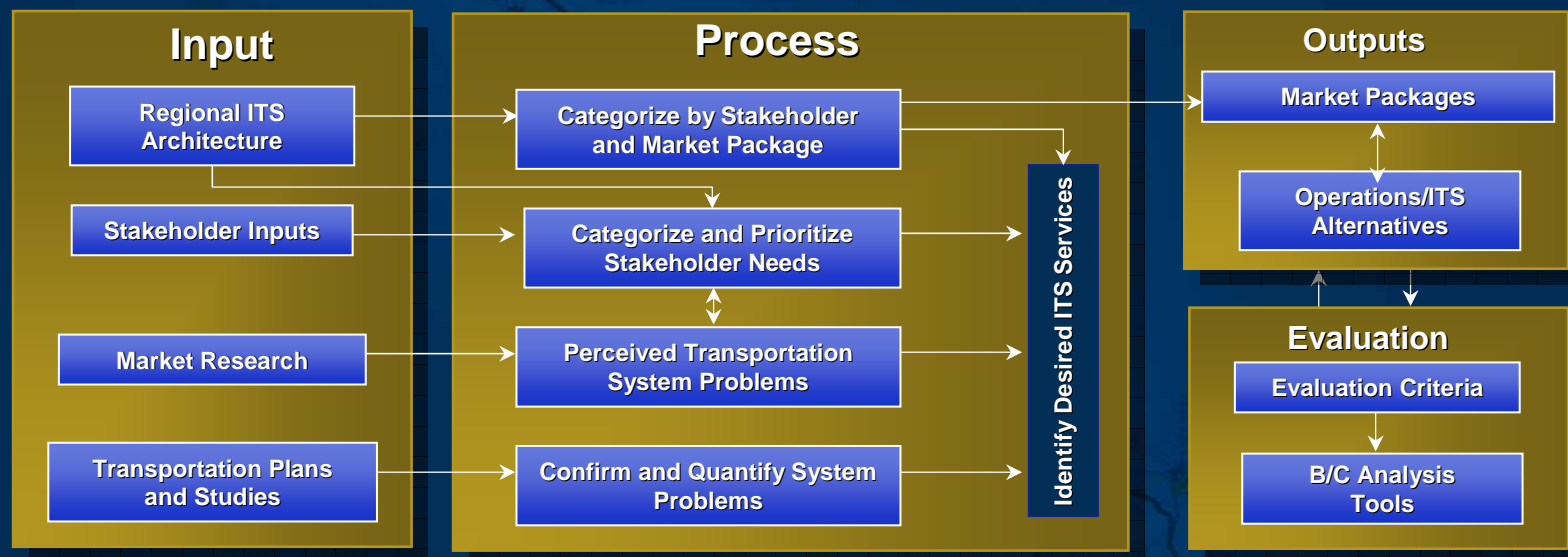 Input
Regional ITS
Architecture
Stakeholder Inputs
Market Research
Transportation Plans
and Studies
Process
Categorize by Stakeholder
and Market Package
Categorize and Prioritize
Stakeholder Needs
Perceived Transportation
System Problems
Confirm and Quantify System
Problems
Identify Desired ITS Services
Outputs
Market Packages
Operations/ITS
Alternatives
Evaluation
Evaluation Criteria
B/C Analysis
Tools